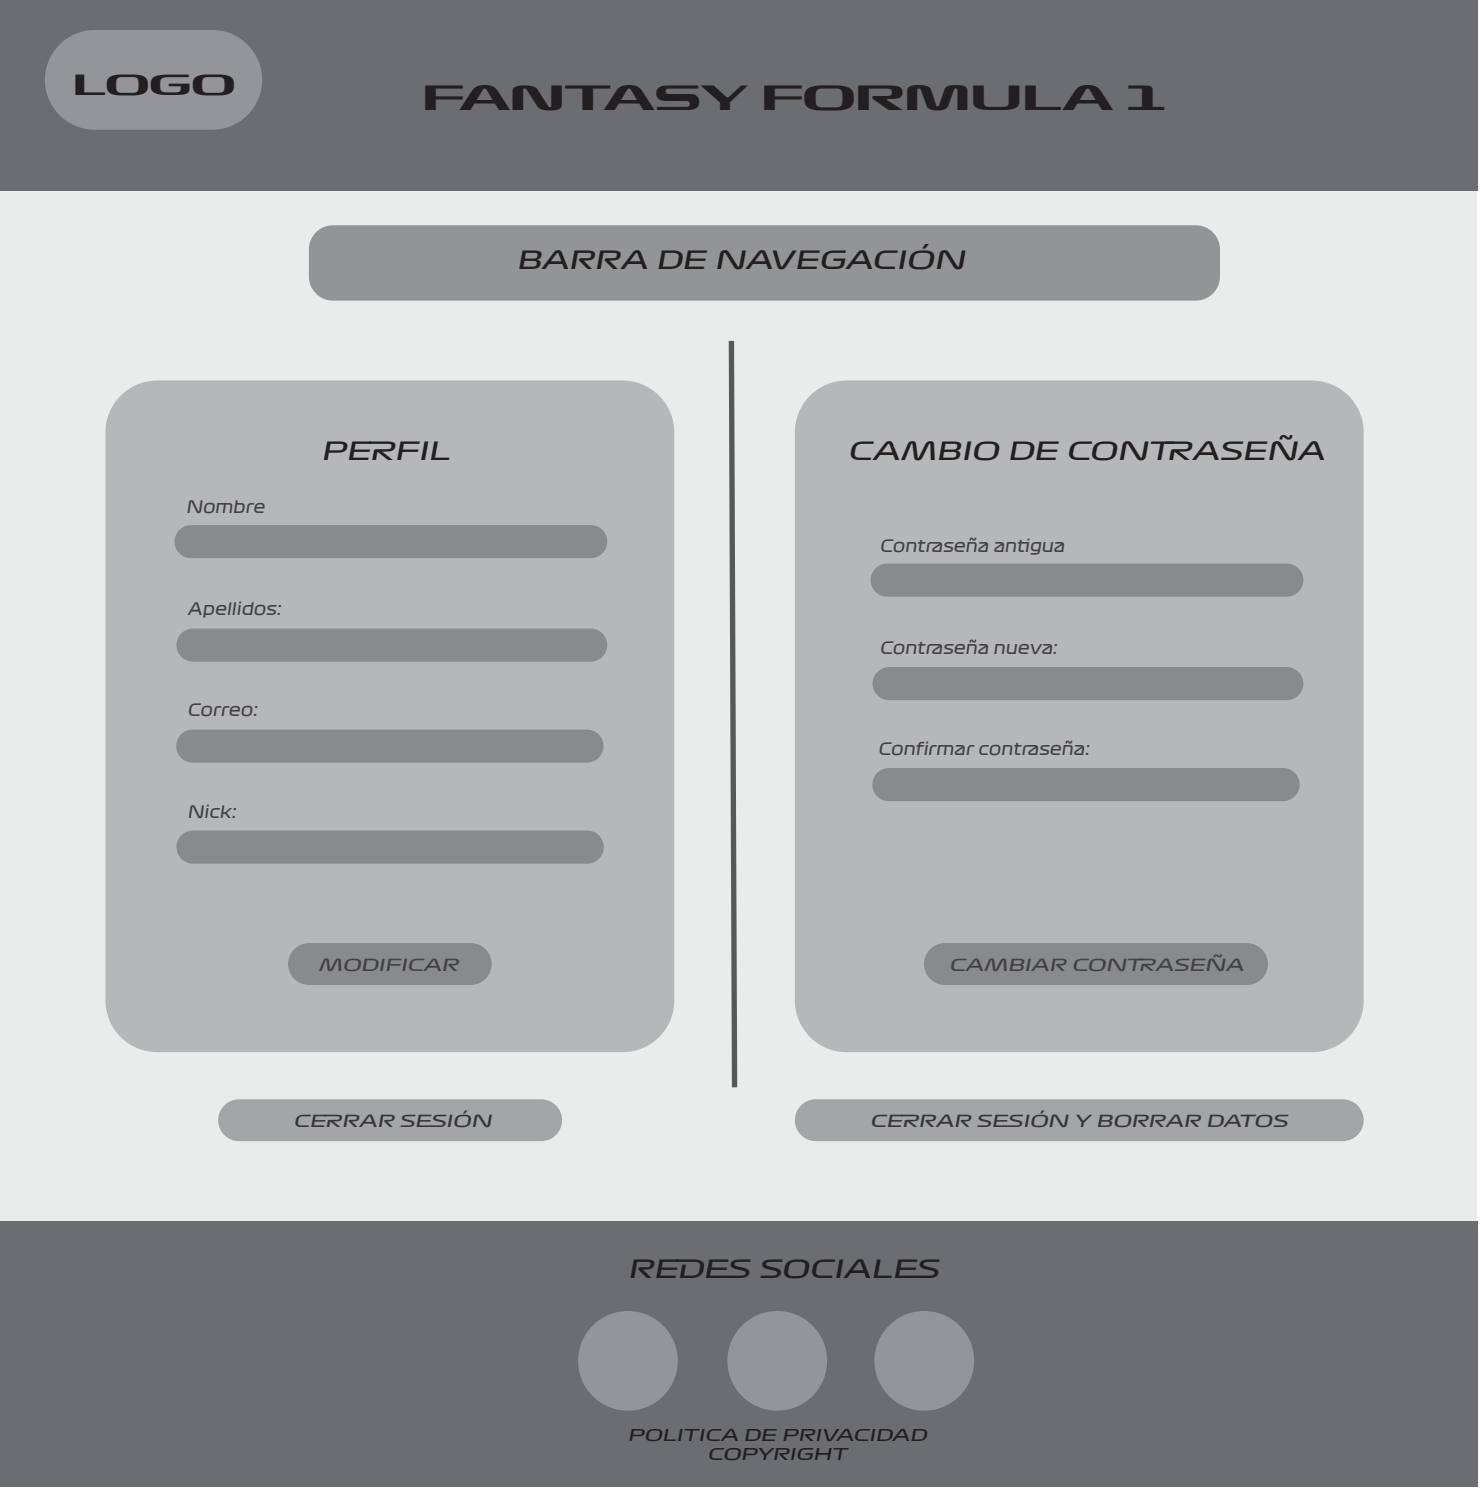 LOGO
FANTASY FORMULA 1
BARRA DE NAVEGACIÓN
PERFIL
Nombre
Apellidos:
Correo:
Nick:
MODIFICAR
CAMBIO DE CONTRASEÑA
Contraseña antigua
Contraseña nueva:
Confirmar contraseña:
CAMBIAR CONTRASEÑA
CERRAR SESIÓN
CERRAR SESIÓN Y BORRAR DATOS
REDES SOCIALES
POLITICA DE PRIVACIDAD
COPYRIGHT